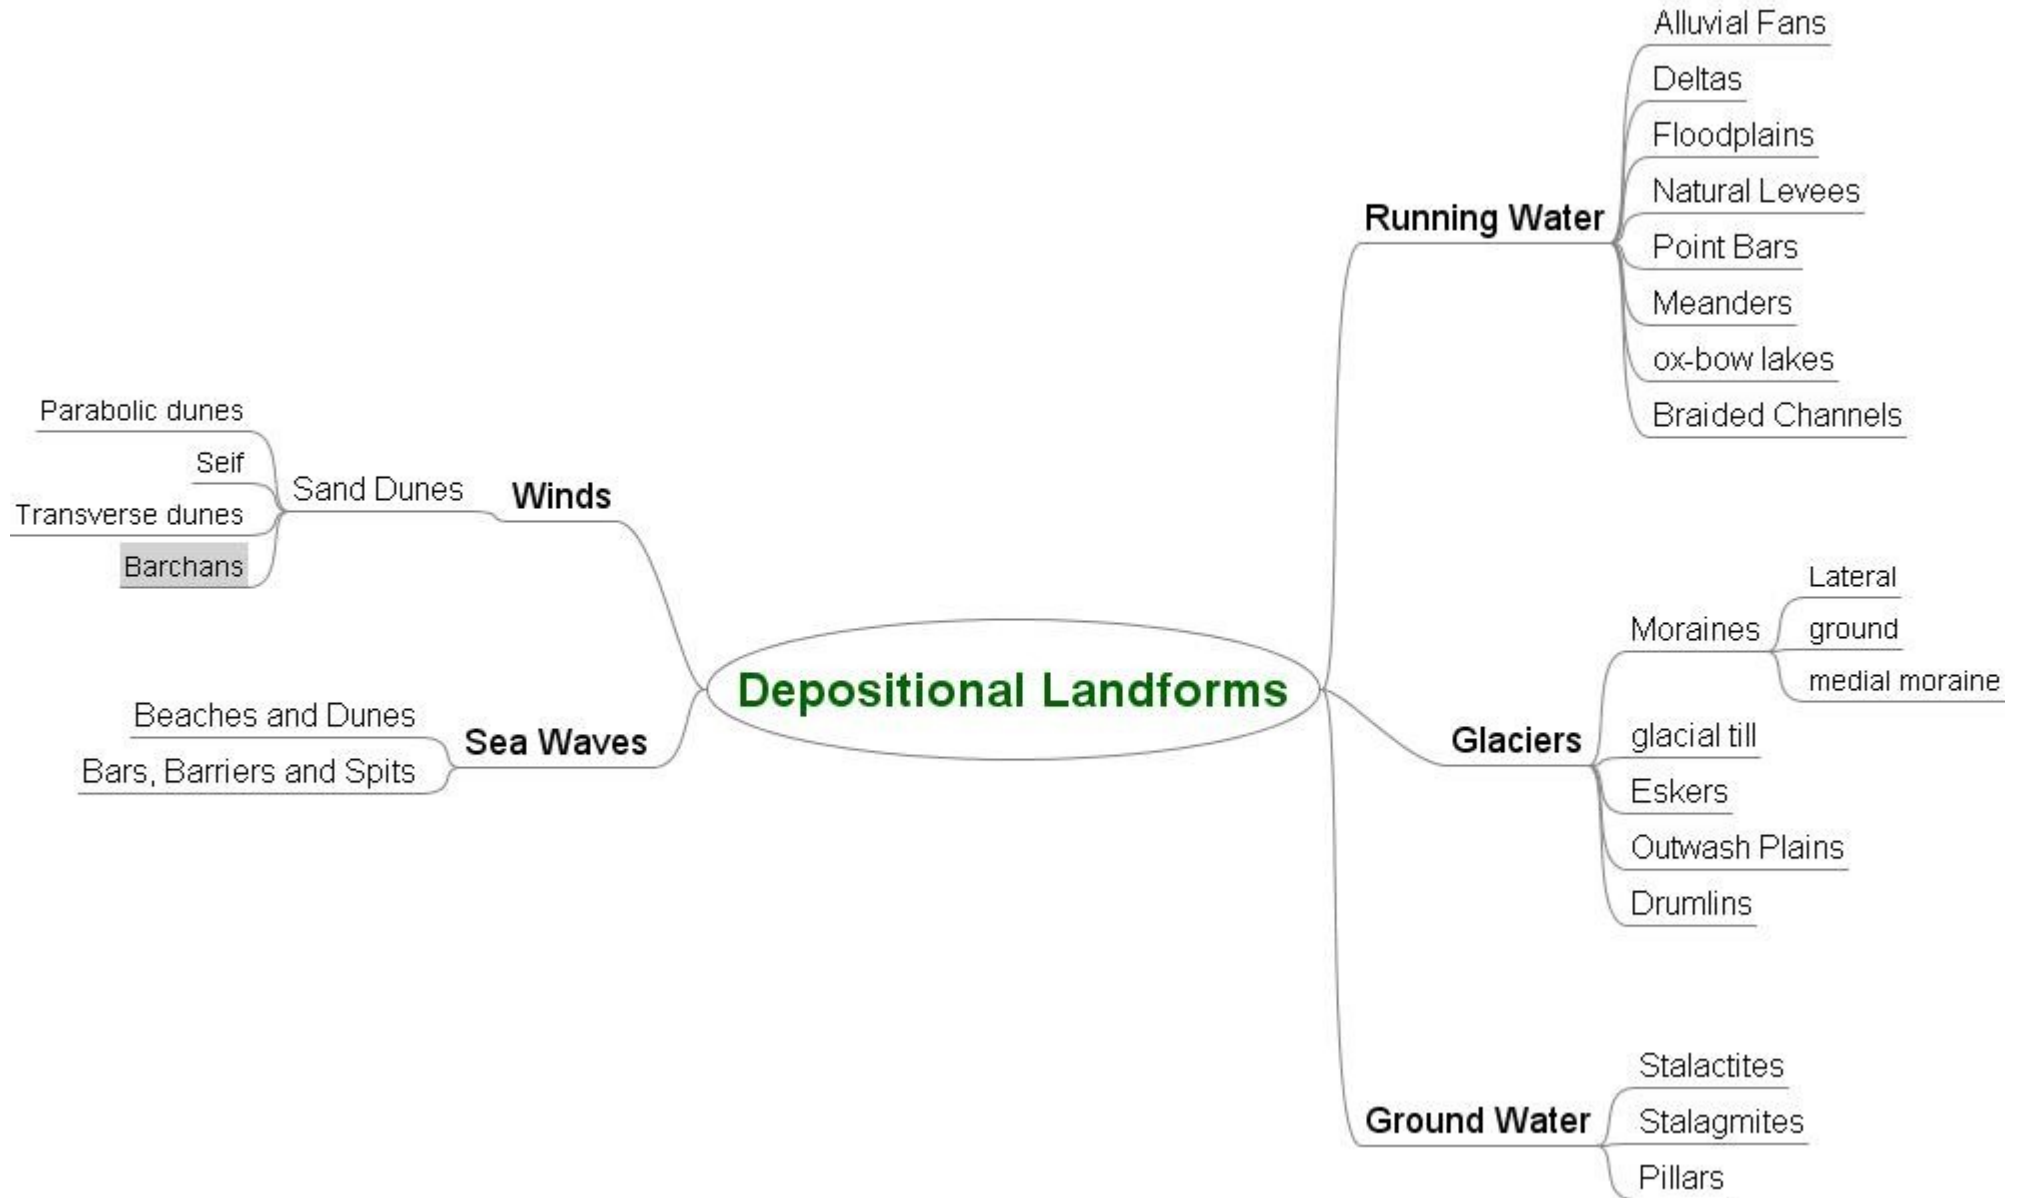 Depositional Landforms
Running Water
Alluvial Fans
Deltas
Floodplains
Natural Levees
Point Bars
Meanders
ox-bow lakes
Braided Channels
Glaciers
Moraines
Lateral
ground
medial moraine
glacial till
Eskers
Outwash Plains
Drumlins
Ground Water
Stalactites
Stalagmites
Pillars
Winds
Sand Dunes
Parabolic dunes
Seif
Transverse dunes
Barchans
Sea Waves
Beaches and Dunes
Bars, Barriers and Spits